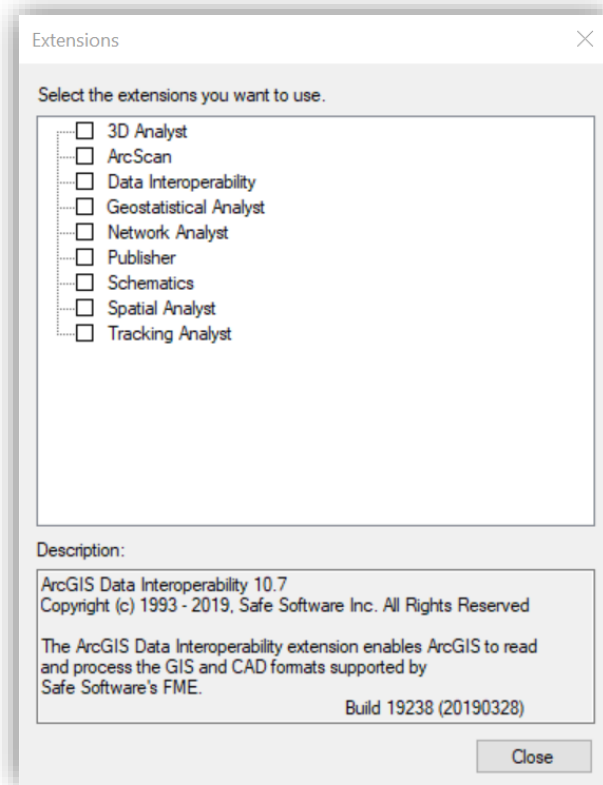 Extensions
Select the extensions you want to use.
3D Analyst
ArcScan
Data Interoperability
Geostatistical Analyst
Network Analyst
Publisher
Schematics
Spatial Analyst
Tracking Analyst
Description:
ArcGIS Data Interoperability 10.7
Copyright (c) 1993 - 2019, Safe Software Inc. All Rights Reserved
The ArcGIS Data Interoperability extension enables ArcGIS to read
and process the GIS and CAD formats supported by
Safe Software's FME.
Build 19238 (20190328)
Close